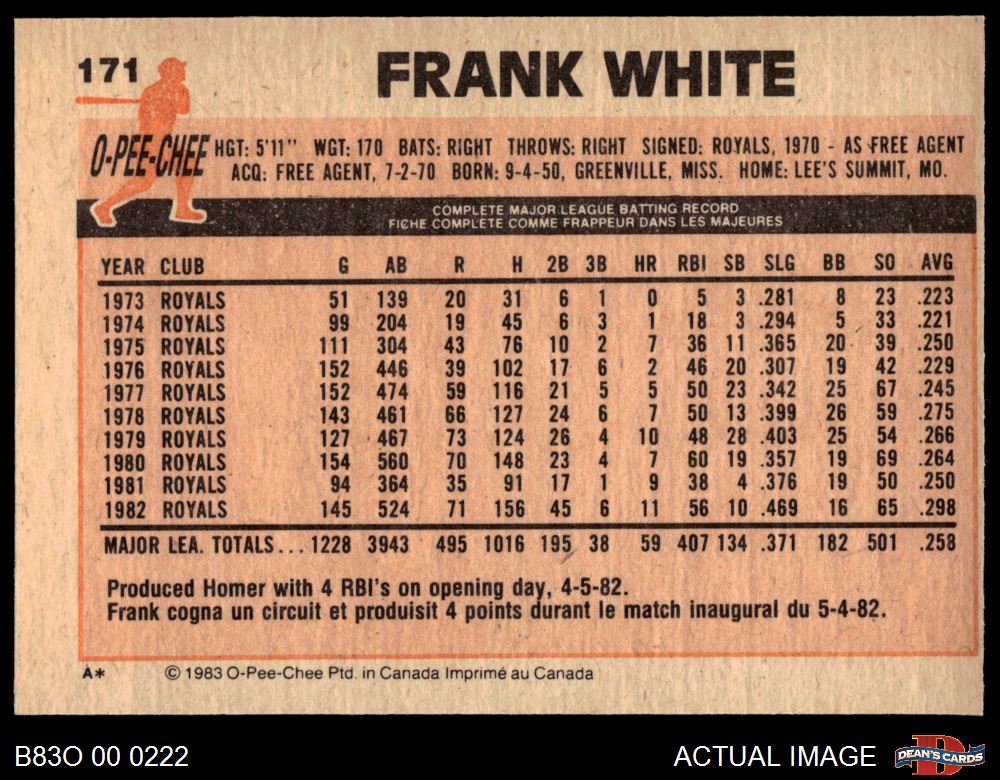 171
FRANK WHITE
O-PEE-CHEE
HGT: 5'11" WGT: 170 BATS: RIGHT THROWS: RIGHT SIGNED: ROYALS, 1970 - AS FREE AGENT
ACQ: FREE AGENT, 7-2-70 BORN: 9-4-50, GREENVILLE, MISS. HOME: LEE'S SUMMIT, MO.
COMPLETE MAJOR LEAGUE BATTING RECORD
FICHE COMPLETE COMME FRAPPEUR DANS LES MAJEURES
YEAR CLUB G AB R H 2B 3B HR RBI SB SLG BB SO AVG
1973 ROYALS 51 139 20 31 6 1 0 5 3 .281 8 23 .223
1974 ROYALS 99 204 19 45 6 3 1 18 3 .294 5 33 .221
1975 ROYALS 111 304 43 76 10 2 7 36 11 .365 20 39 .250
1976 ROYALS 152 446 39 102 17 6 2 46 20 .307 19 42 .229
1977 ROYALS 152 474 59 116 21 5 5 50 23 .342 25 67 .245
1978 ROYALS 143 461 66 127 24 6 7 50 13 .399 26 59 .275
1979 ROYALS 127 467 73 124 26 4 10 48 28 .403 25 54 .266
1980 ROYALS 154 560 70 148 23 4 7 60 19 .357 19 69 .264
1981 ROYALS 94 364 35 91 17 1 9 38 4 .376 19 50 .250
1982 ROYALS 145 524 71 156 45 6 11 56 10 .469 16 65 .298
MAJOR LEA. TOTALS... 1228 3943 495 1016 195 38 59 407 134 .371 182 501 .258
Produced Homer with 4 RBI's on opening day, 4-5-82.
Frank cogna un circuit et produisit 4 points durant le match inaugural du 5-4-82.
A* © 1983 O-Pee-Chee Ptd. in Canada Imprimé au Canada
B83O 00 0222
ACTUAL IMAGE
DEAN'S CARDS